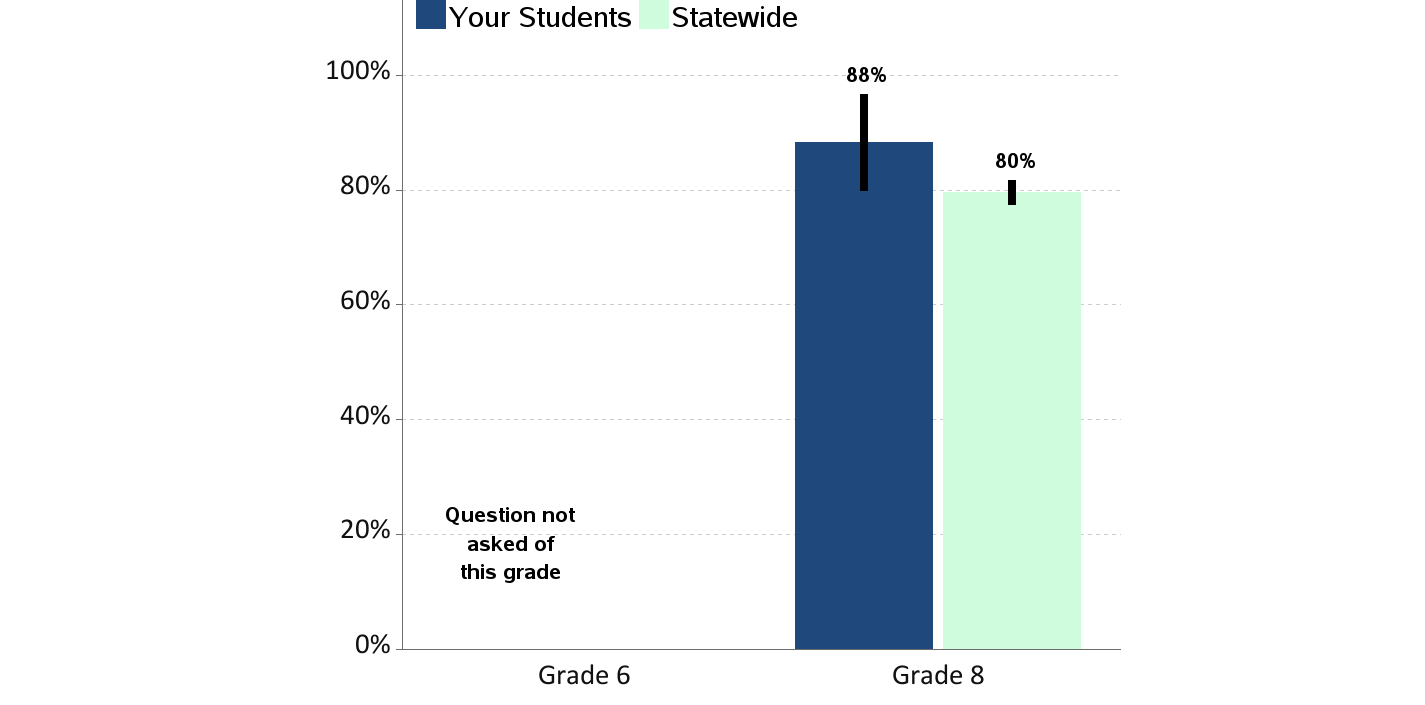 Your Students Statewide
100%
88%
80%
80%
60%
40%
Question not
20%
asked of
this grade
0%
Grade 6 Grade 8